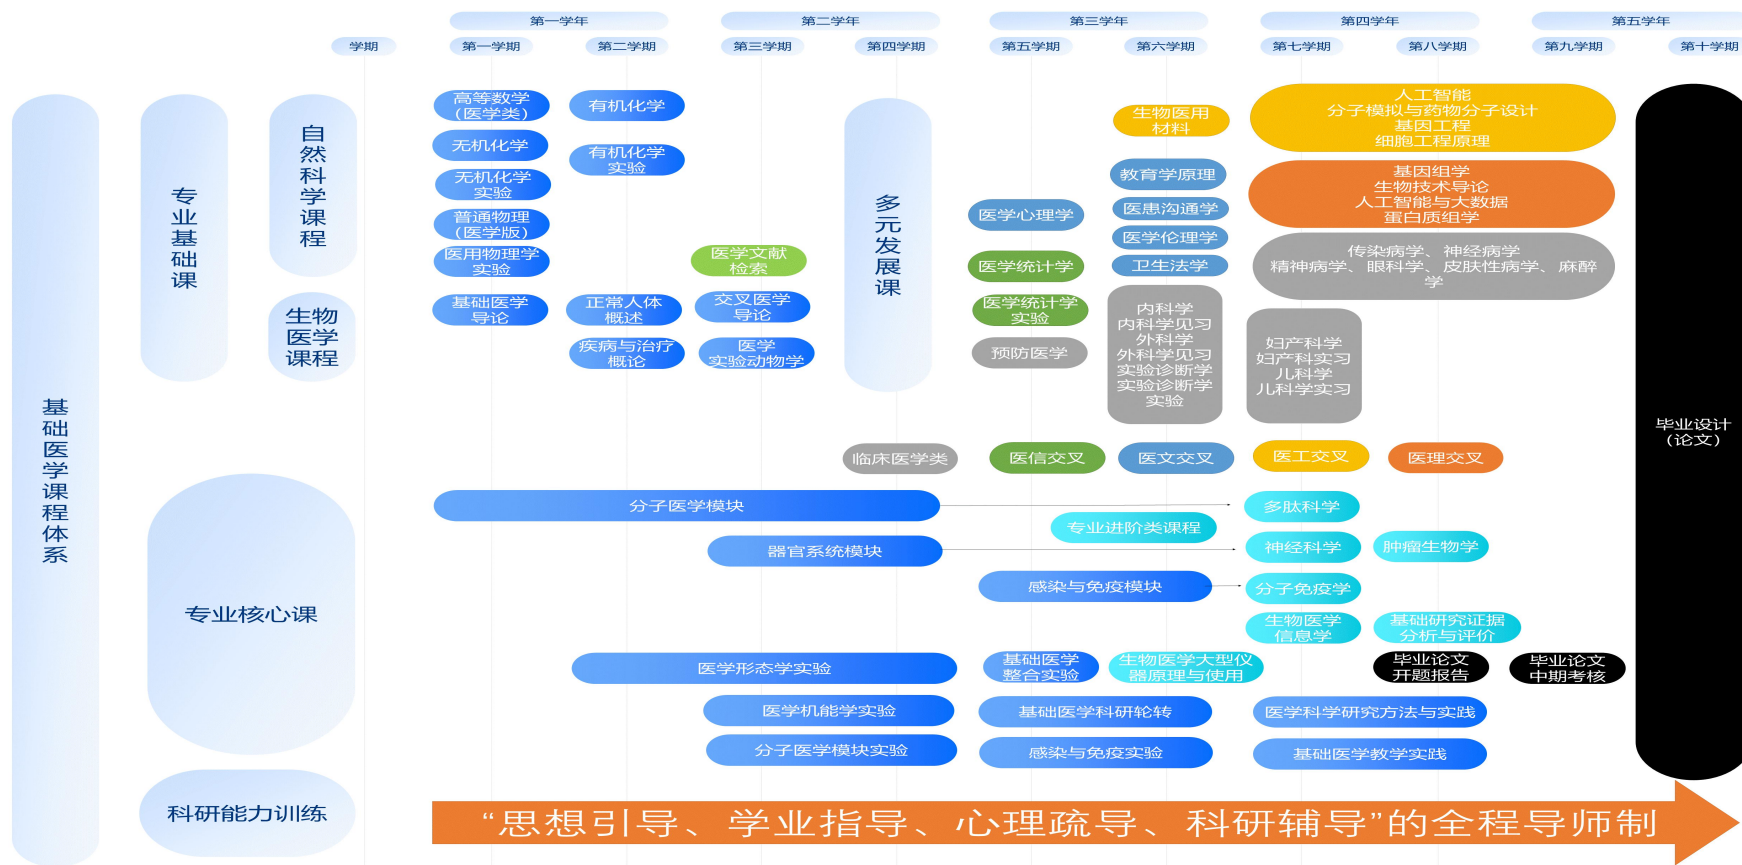 第一学年
第二学年
第三学年
第四学年
第五学年
学期
第一学期
第二学期
第三学期
第四学期
第五学期
第六学期
第七学期
第八学期
第九学期
第十学期
基础医学课程体系
专业基础课
自然科学课程
生物
医学
课程
高等数学
(医学类)
无机化学
无机化学
实验
普通物理
(医学版)
医用物理学
实验
基础医学
导论
有机化学
有机化学
实验
正常人体
概述
疾病与治疗
概论
医学文献
检索
交叉医学
导论
医学
实验动物学
多元发展课
医学心理学
医学统计学
医学统计学
实验
预防医学
生物医用
材料
教育学原理
医患沟通学
医学伦理学
卫生法学
内科学
内科学见习
外科学
外科学见习
实验诊断学
实验诊断学
实验
人工智能
分子模拟与药物分子设计
基因工程
细胞工程原理
基因组学
生物技术导论
人工智能与大数据
蛋白质组学
传染病学、神经病学
精神病学、眼科学、皮肤性病学、麻醉
学
妇产科学
妇产科实习
儿科学
儿科学实习
毕业设计
(论文)
临床医学类
医信交叉
医文交叉
医工交叉
医理交叉
专业核心课
分子医学模块
多肽科学
专业进阶类课程
器官系统模块
神经科学
肿瘤生物学
感染与免疫模块
分子免疫学
生物医学
信息学
基础研究证据
分析与评价
医学形态学实验
基础医学
整合实验
生物医学大型仪
器原理与使用
毕业论文
开题报告
毕业论文
中期考核
医学机能学实验
基础医学科研轮转
医学科学研究方法与实践
分子医学模块实验
感染与免疫实验
基础医学教学实践
科研能力训练
“思想引导、学业指导、心理疏导、科研辅导”的全程导师制